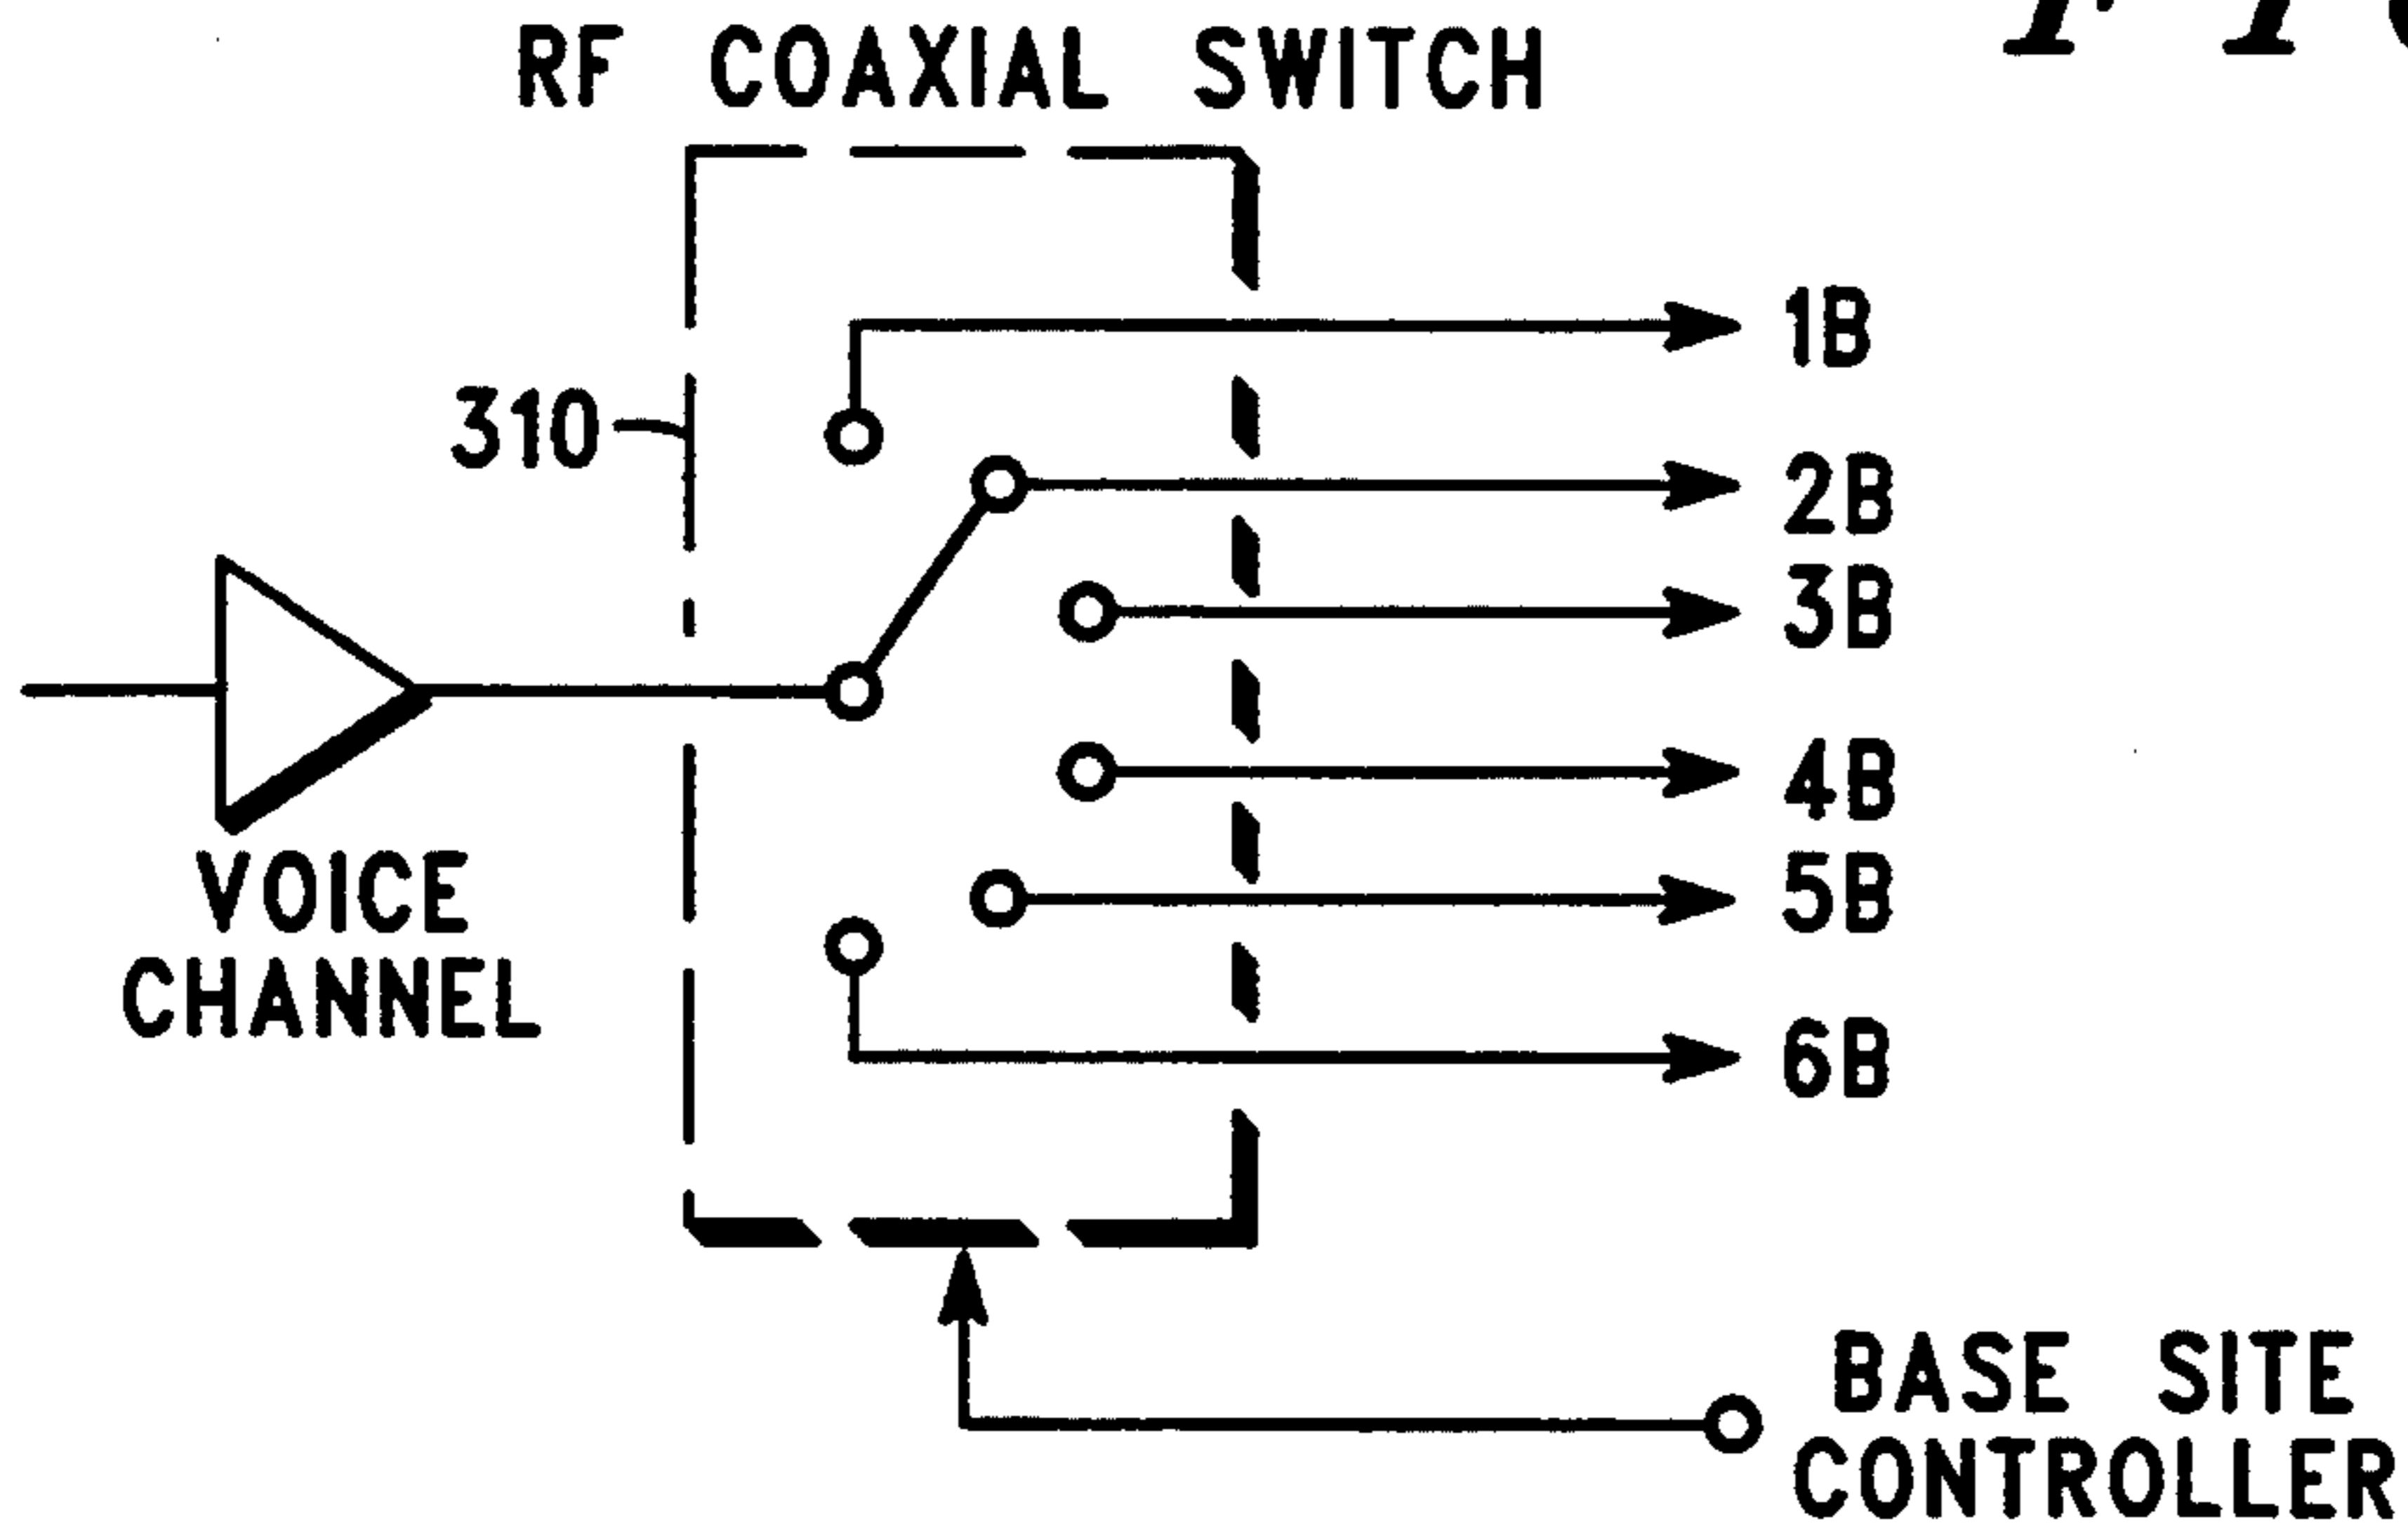 RF COAXIAL SWITCH
310
1B
2B
3B
4B
5B
6B
VOICE
CHANNEL
BASE SITE
CONTROLLER